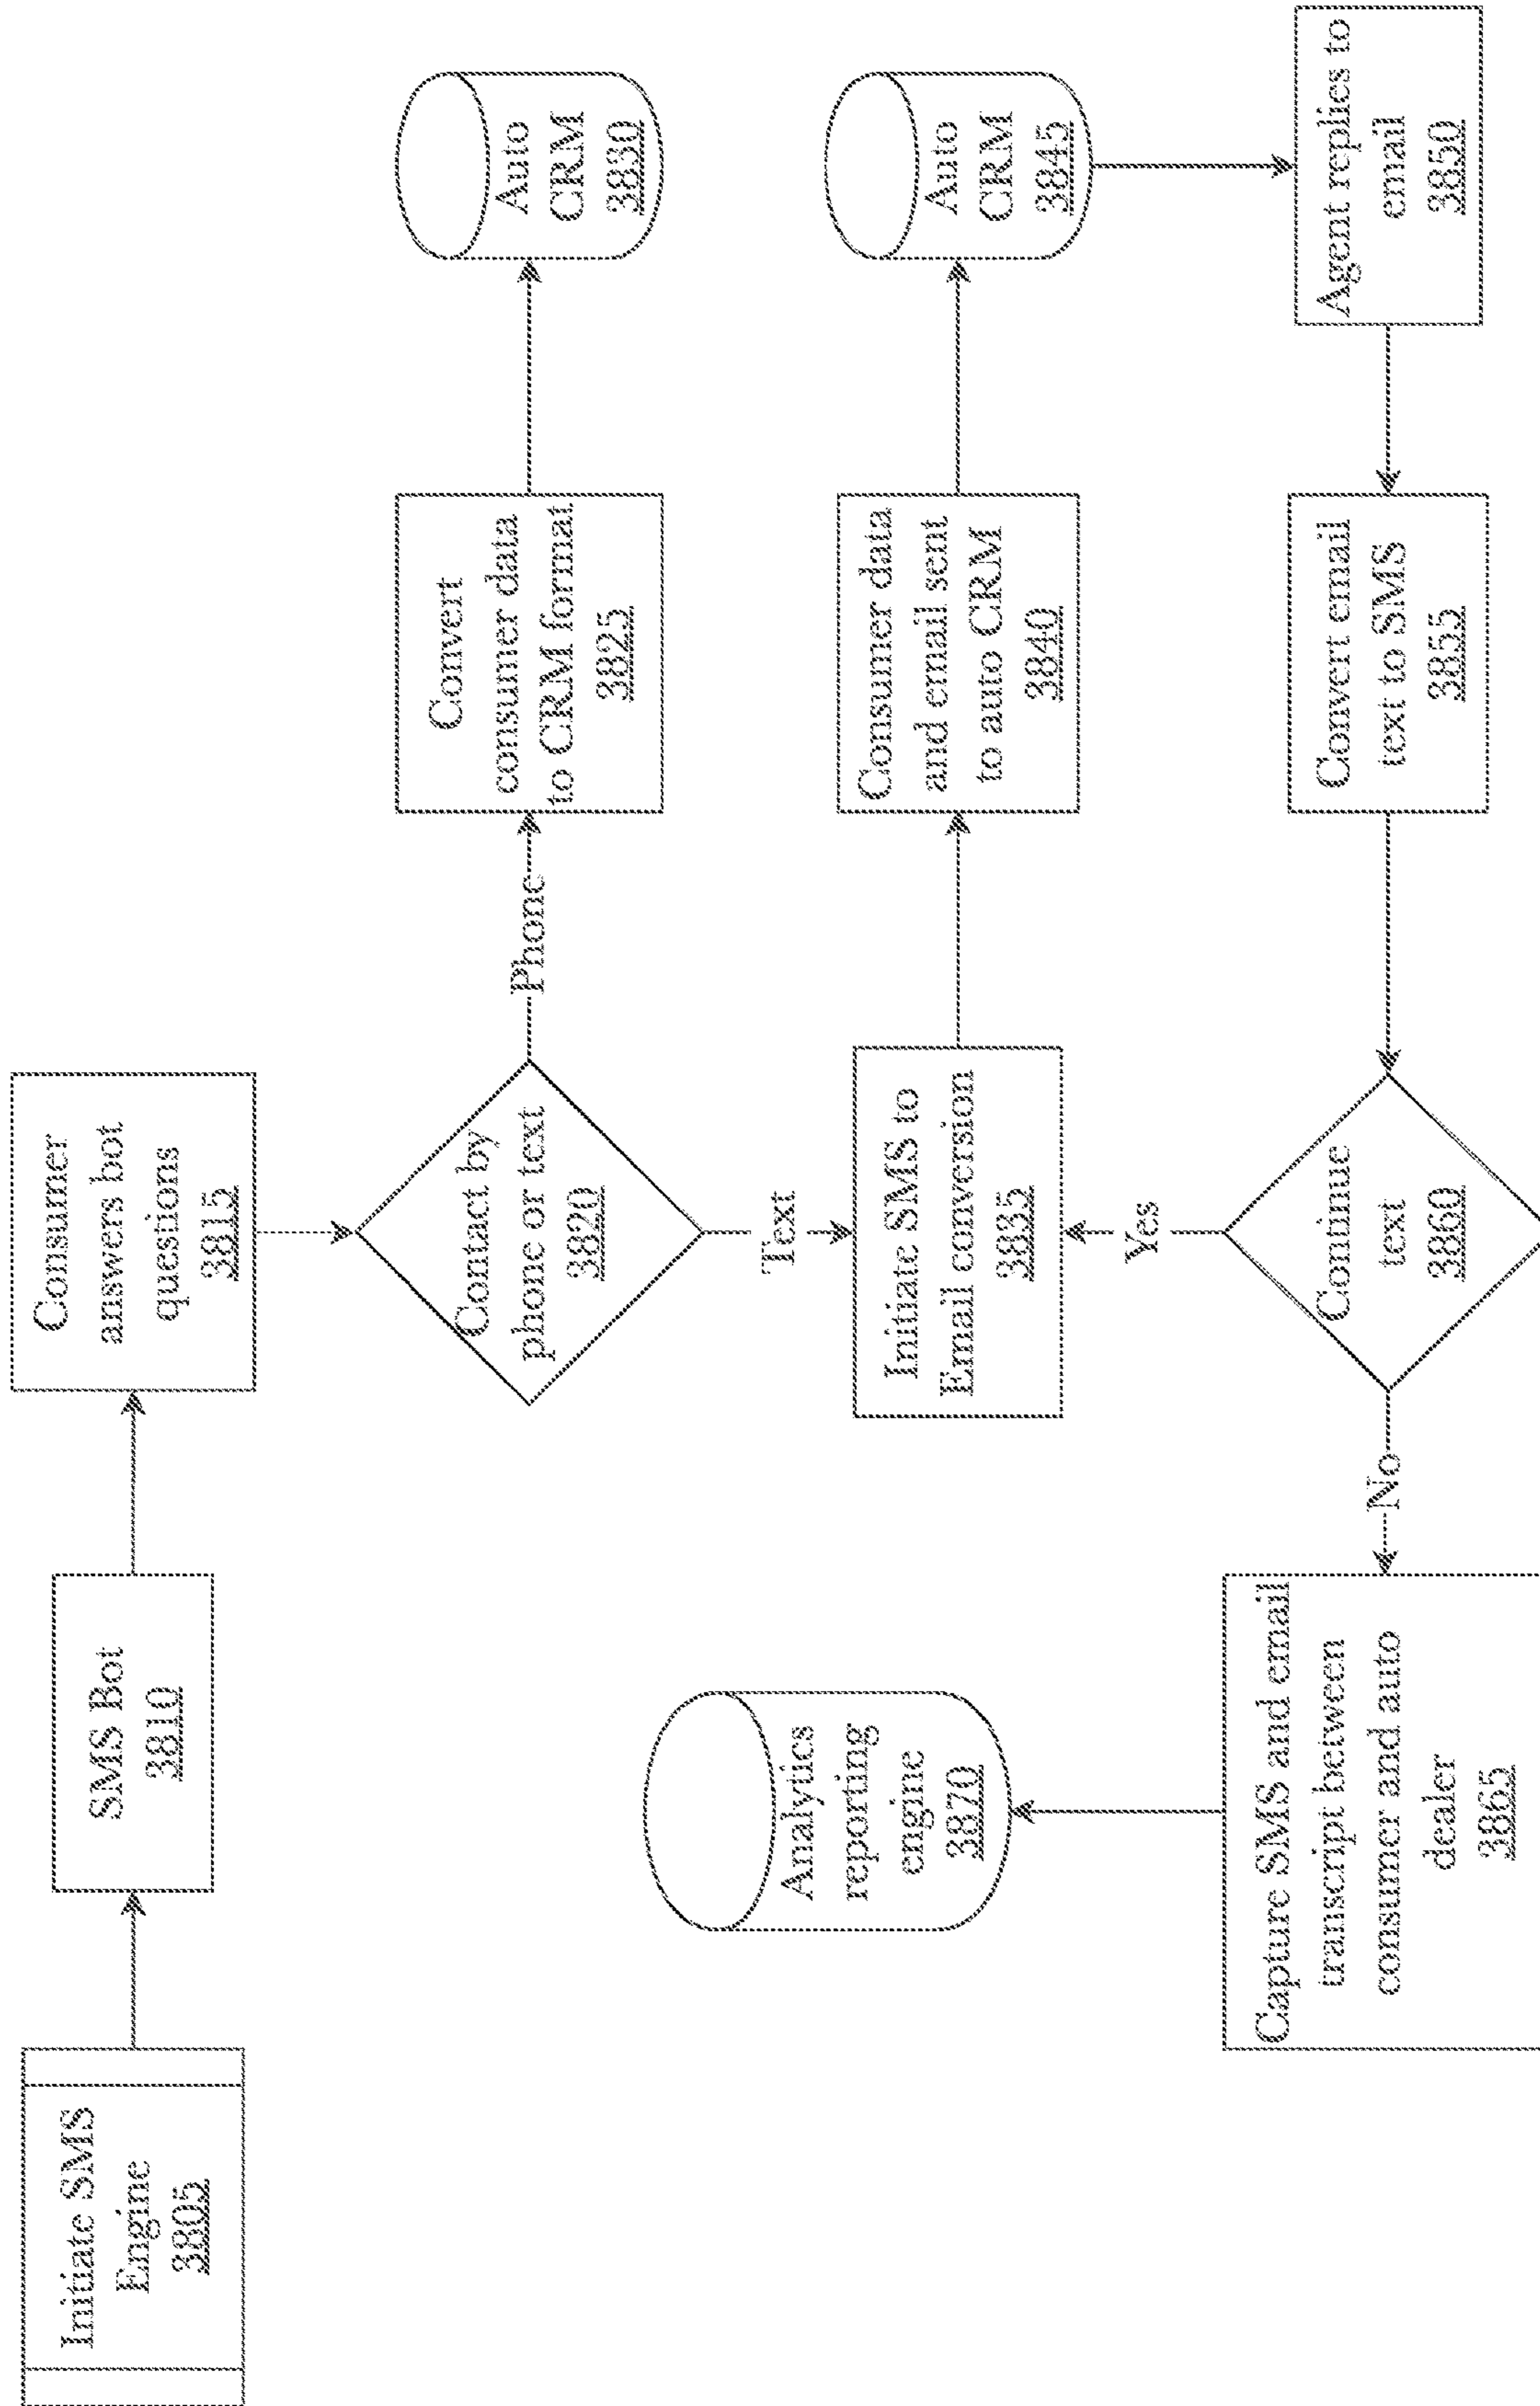 Initiate SMS
Engine
3805
SMS Bot
3810
Consumer
answers bot
questions
3815
Contact by
phone or text
3820
Phone
Convert
consumer data
to CRM format
3825
Auto
CRM
3830
Text
Initiate SMS to
Email conversion
3835
Consumer data
and email sent
to auto CRM
3840
Auto
CRM
3845
Agent replies to
email
3850
Convert email
text to SMS
3855
Continue
text
3860
Yes
No
Capture SMS and email
transcript between
consumer and auto
dealer
3865
Analytics
reporting
engine
3870